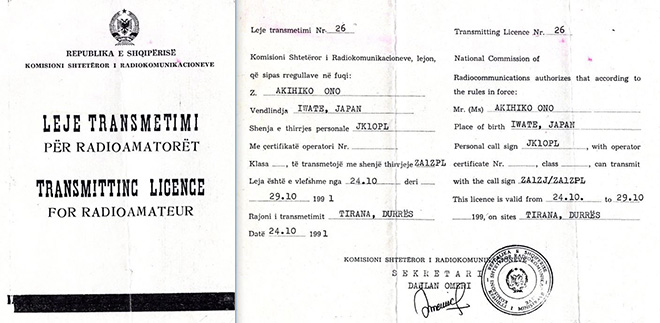 REPUBLIKA E SHQIPËRISË
KOMISIONI SHTETËROR I RADIOKOMUNIKACIONEVE
LEJE TRANSMETIMI
PËR RADIOAMATORËT
TRANSMITTINC LICENCE
FOR RADIOAMATEUR
Leje transmetimi Nr. 26
Komisioni Shtetëror i Radiokomunikacioneve, lejon,
që sipas rregullave në fuqi:
Z. AKIHIKO ONO
Vendlindja IWATE, JAPAN
Shenja e thirrjes personale JK1OPL
Me certifikatë operatori Nr.
Klasa , të transmetojë me shenjë thirrjeje ZA1ZPL
Leja është e vlefshme nga 24.10 deri
29.10 1991
Rajoni i transmetimit TIRANA, DURRËS
Datë 24.10 1991
Transmitting Licence Nr. 26
National Commission of
Radiocommunications authorizes that according to
the rules in force:
Mr. (Ms) AKIHIKO ONO
Place of birth IWATE, JAPAN
Personal call sign JK1OPL, with operator
certificate Nr. , class , can transmit
with the call sign ZA1ZJ/ZA1ZPL
This licence is valid from 24.10. to 29.10
199, on sites TIRANA, DURRËS
KOMISIONI SHTETËROR I RADIOKOMUNIKACIONEVE
SEKRETARI
DAJLAN OMERI